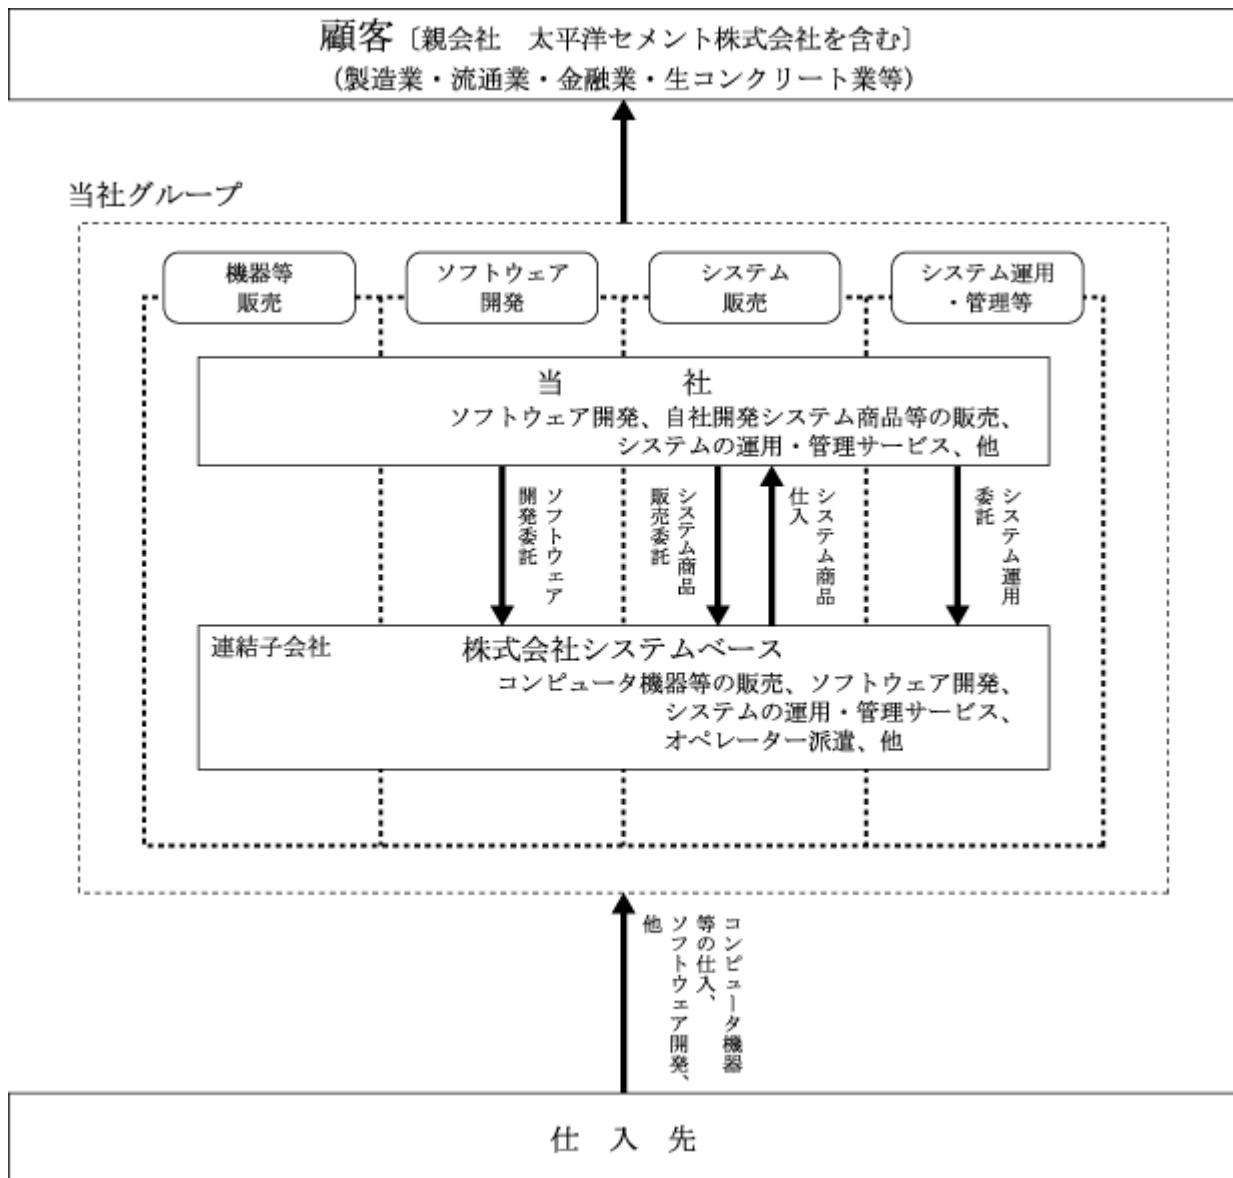 顧客〔親会社　太平洋セメント株式会社を含む〕
（製造業・流通業・金融業・生コンクリート業等）
当社グループ
機器等
販売
ソフトウェア
開発
システム
販売
システム運用
・管理等
当　社
ソフトウェア開発、自社開発システム商品等の販売、
システムの運用・管理サービス、他
ソフトウェア
開発委託
システム商品
販売委託
システム商品
仕入
システム運用
委託
連結子会社
株式会社システムベース
コンピュータ機器等の販売、ソフトウェア開発、
システムの運用・管理サービス、
オペレーター派遣、他
コンピュータ機器
等の仕入、
ソフトウェア開発、
他
仕　入　先